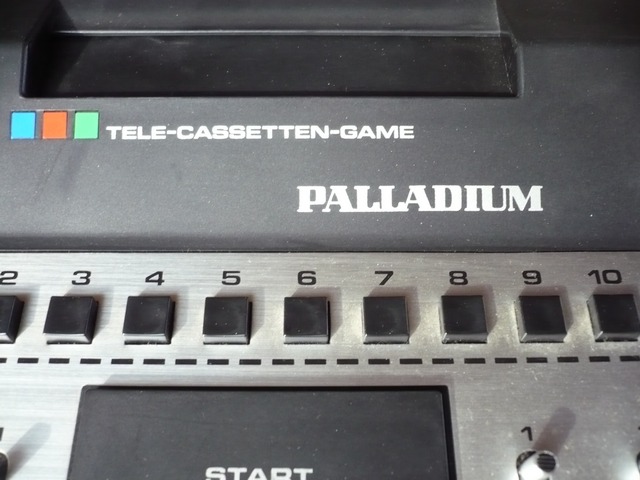 TELE-CASSETTEN-GAME
PALLADIUM
2 3 4 5 6 7 8 9 10
1
START